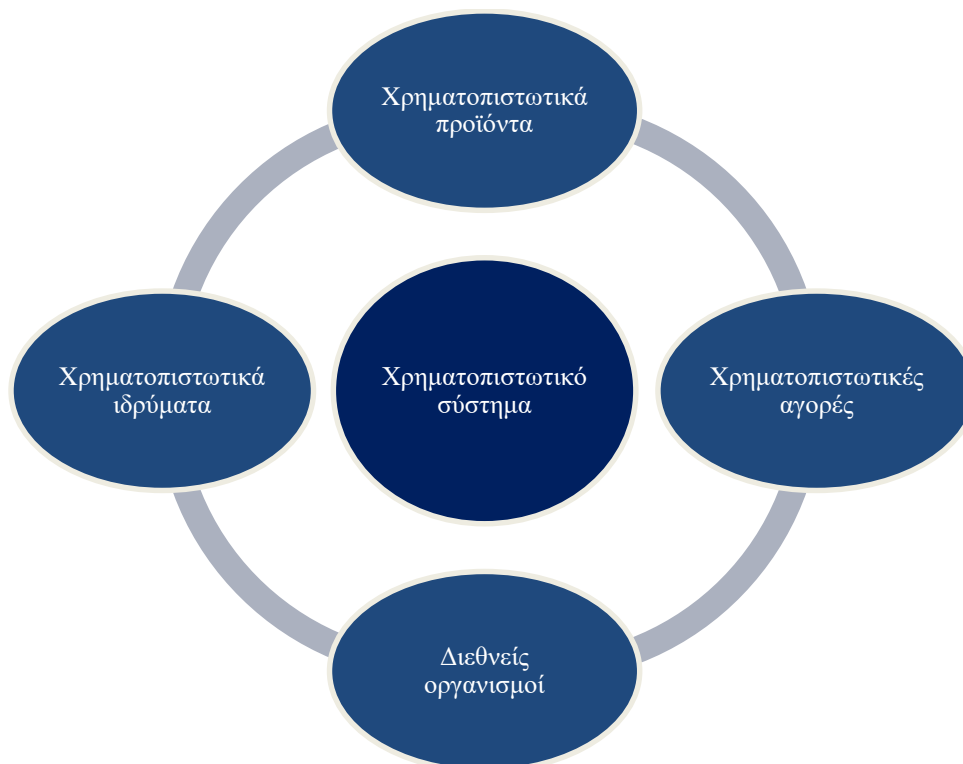 Χρηματοπιστωτικά
προϊόντα
Χρηματοπιστωτικά
ιδρύματα
Χρηματοπιστωτικό
σύστημα
Χρηματοπιστωτικές
αγορές
Διεθνείς
οργανισμοί